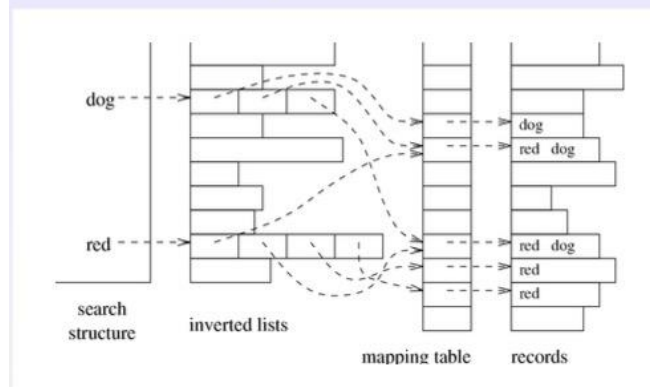 dog
dog
red dog
red
red dog
red
red
search
structure
inverted lists
mapping table
records